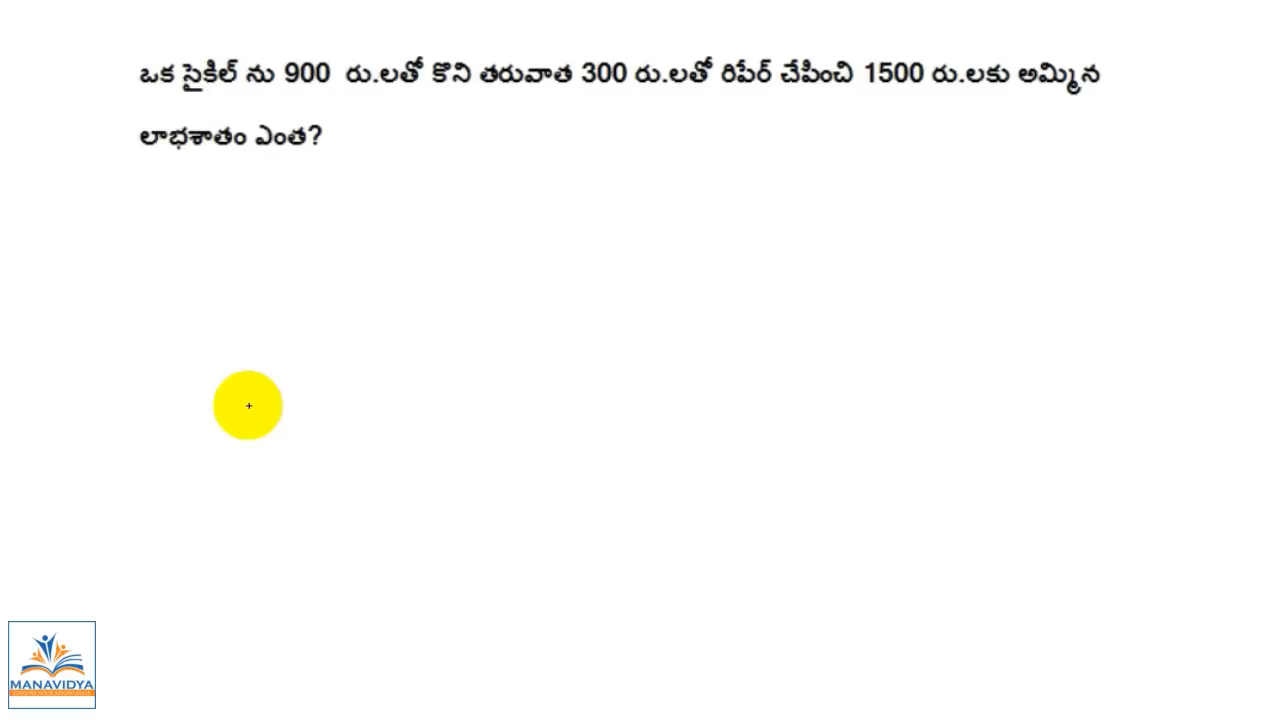 ఒక సైకిల్ ను 900 రు.లతో కొని తరువాత 300 రు.లతో రిపేర్ చేపించి 1500 రు.లకు అమ్మిన
లాభశాతం ఎంత?
MANAVIDYA